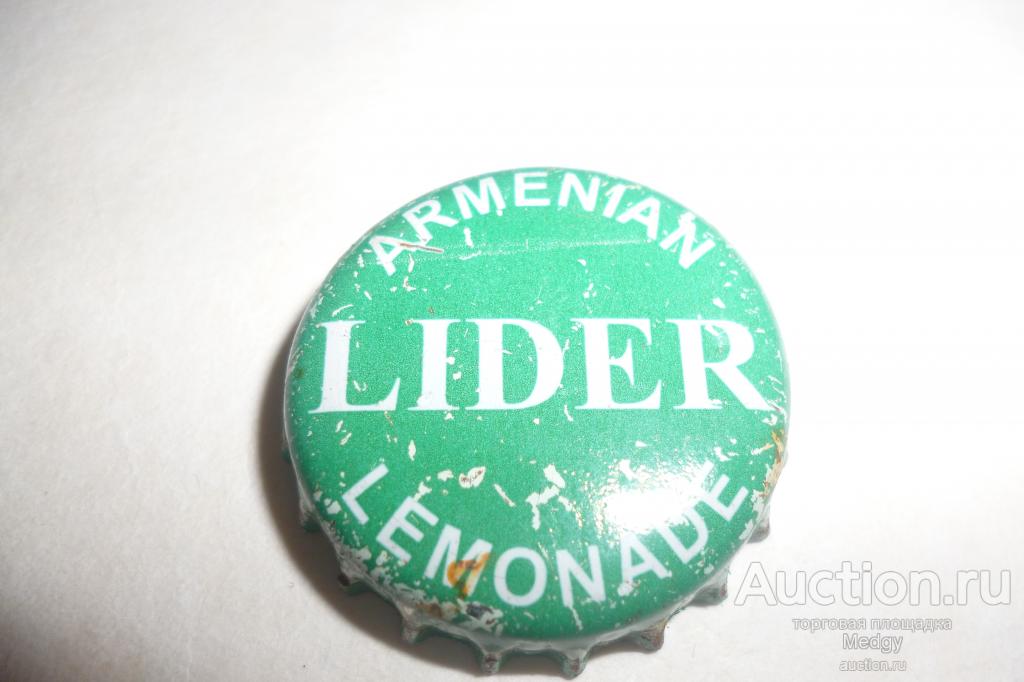 ARMENIAN
LIDER
LEMONADE
Auction.ru
торговая площадка
Medgy
auction.ru